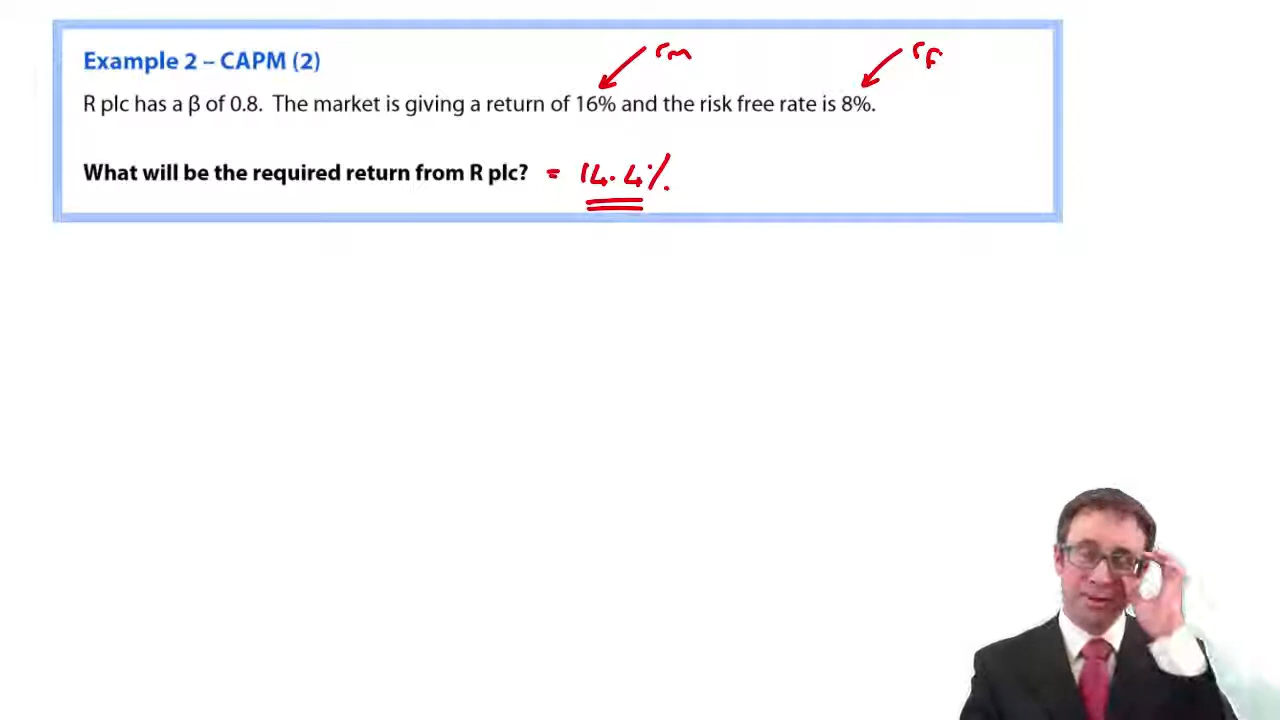 Example 2 – CAPM (2)
rm
rf
R plc has a β of 0.8. The market is giving a return of 16% and the risk free rate is 8%.
What will be the required return from R plc? = 14.4%